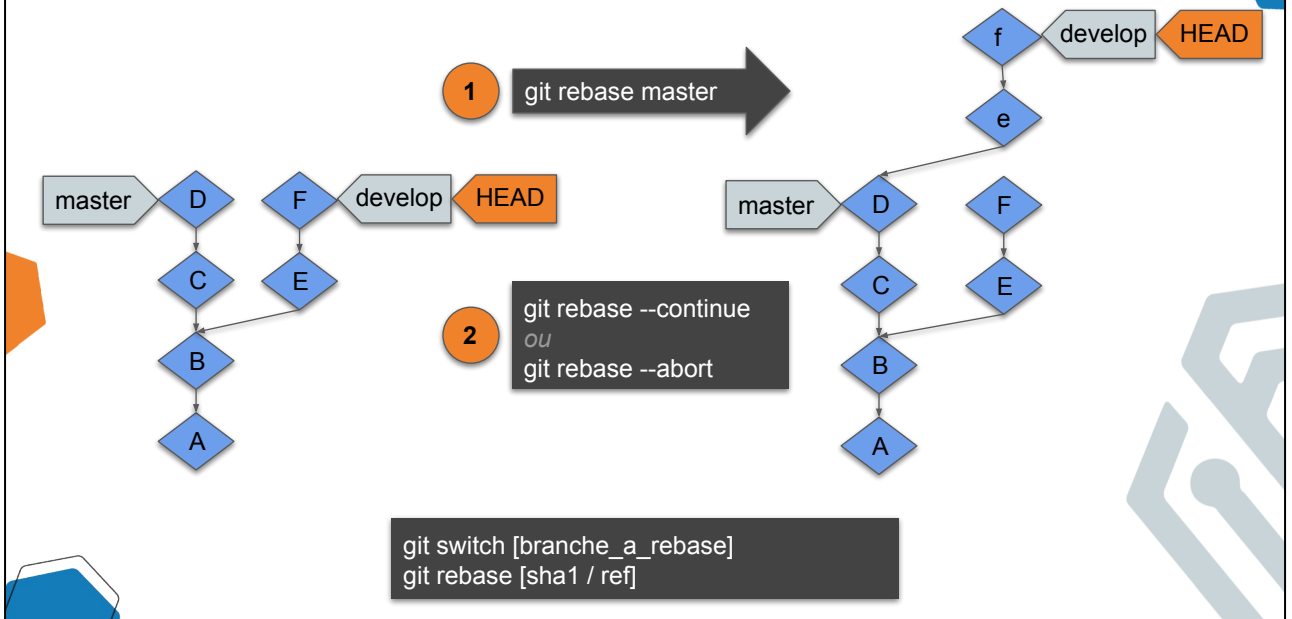 f
develop
HEAD
1
git rebase master
e
master
D
F
develop
HEAD
master
D
F
C
E
C
E
2
git rebase --continue
ou
git rebase --abort
B
B
A
A
git switch [branche_a_rebase]
git rebase [sha1 / ref]